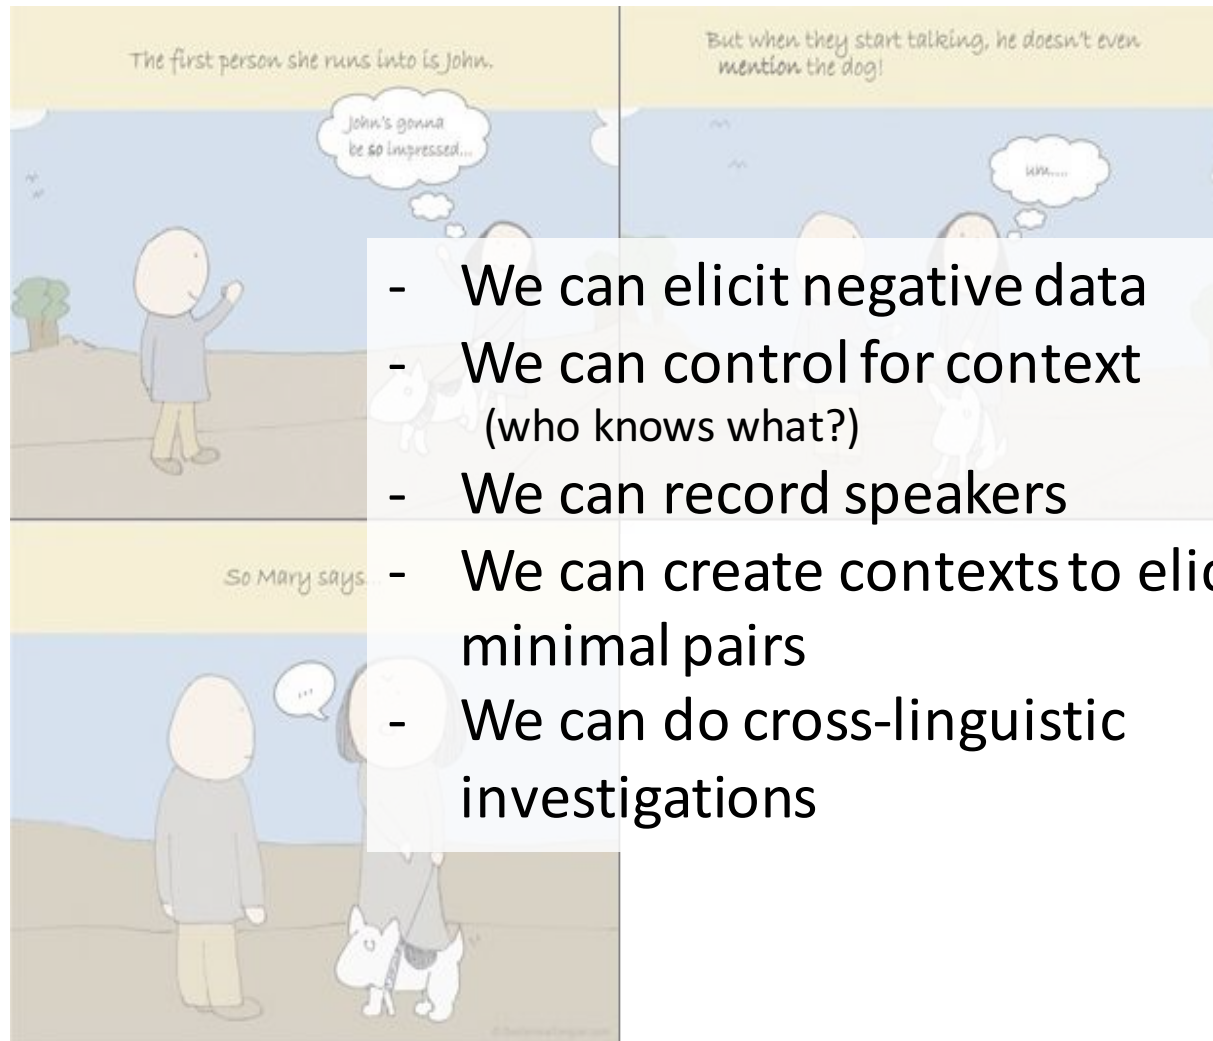 The first person she runs into is John.
John's gonna
be so impressed...
But when they start talking, he doesn't even
mention the dog!
um....
So Mary says
...
- We can elicit negative data
- We can control for context
(who knows what?)
- We can record speakers
- We can create contexts to elic
minimal pairs
- We can do cross-linguistic
investigations